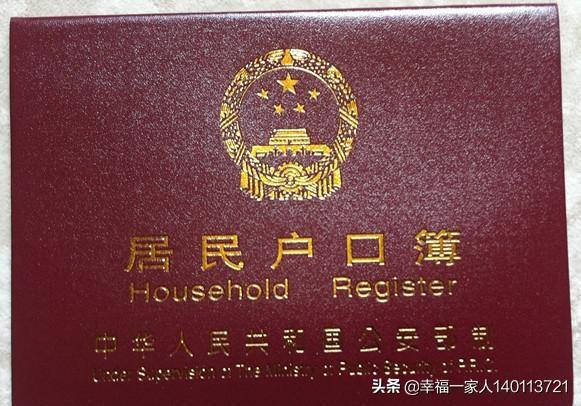 居民户口簿
Household Register
中华人民共和国公安部制
Under Supervision of The Ministry of Public Security of P.R.C.
头条 @幸福一家人140113721